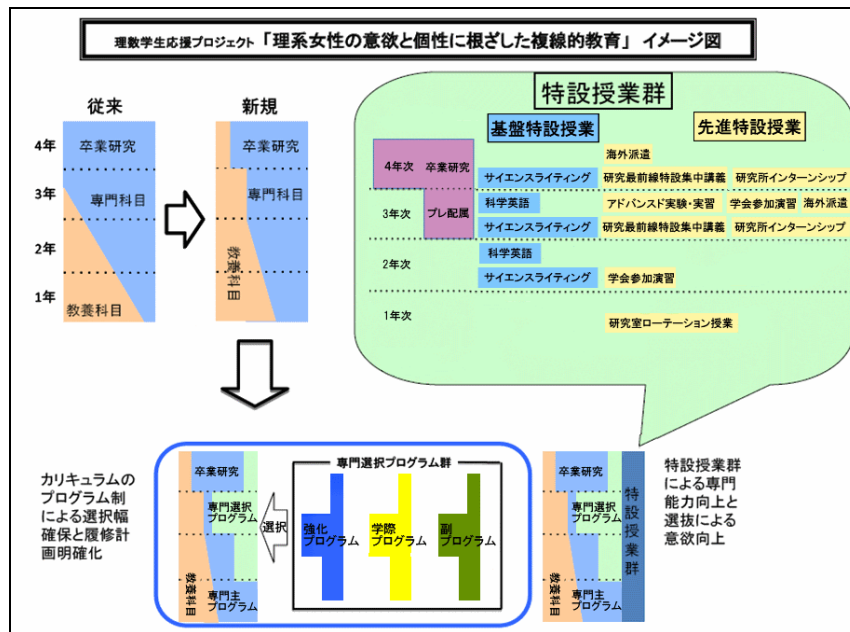 理数学生応援プロジェクト 「理系女性の意欲と個性に根ざした複線的教育」 イメージ図
従来
新規
4年
3年
2年
1年
卒業研究
専門科目
教養科目
卒業研究
専門科目
教養科目
特設授業群
基盤特設授業
先進特設授業
海外派遣
4年次
卒業研究
サイエンスライティング
研究最前線特設集中講義
研究所インターンシップ
3年次
プレ配属
科学英語
アドバンスド実験・実習
学会参加演習
海外派遣
サイエンスライティング
研究最前線特設集中講義
研究所インターンシップ
2年次
科学英語
サイエンスライティング
学会参加演習
1年次
研究室ローテーション授業
カリキュラムの
プログラム制
による選択幅
確保と履修計
画明確化
卒業研究
専門選択
プログラム
教養科目
専門主
プログラム
選択
専門選択プログラム群
強化
プログラム
学際
プログラム
副
プログラム
卒業研究
専門選択
プログラム
教養科目
専門主
プログラム
特設授業群
特設授業群
による専門
能力向上と
選抜による
意欲向上